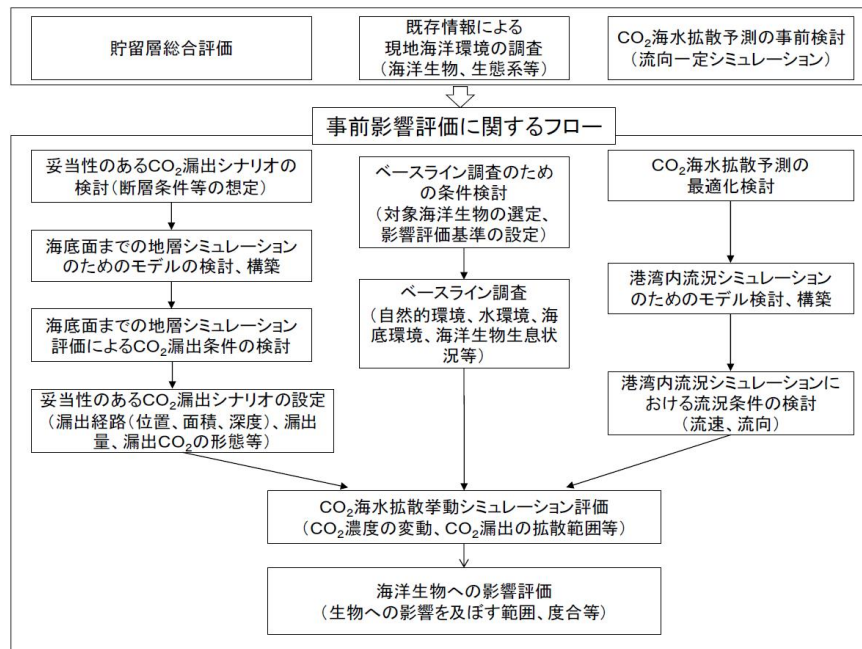 貯留層総合評価
既存情報による
現地海洋環境の調査
（海洋生物、生態系等）
CO₂海水拡散予測の事前検討
（流向一定シミュレーション）
事前影響評価に関するフロー
妥当性のあるCO₂漏出シナリオの
検討（断層条件等の想定）
海底面までの地層シミュレーション
のためのモデルの検討、構築
海底面までの地層シミュレーション
評価によるCO₂漏出条件の検討
妥当性のあるCO₂漏出シナリオの設定
（漏出経路（位置、面積、深度）、漏出
量、漏出CO₂の形態等）
ベースライン調査のため
の条件検討
（対象海洋生物の選定、
影響評価基準の設定）
ベースライン調査
（自然的環境、水環境、海
底環境、海洋生物生息状
況等）
CO₂海水拡散予測の
最適化検討
港湾内流況シミュレーション
のためのモデル検討、構築
港湾内流況シミュレーションに
おける流況条件の検討
（流速、流向）
CO₂海水拡散挙動シミュレーション評価
（CO₂濃度の変動、CO₂漏出の拡散範囲等）
海洋生物への影響評価
（生物への影響を及ぼす範囲、度合等）